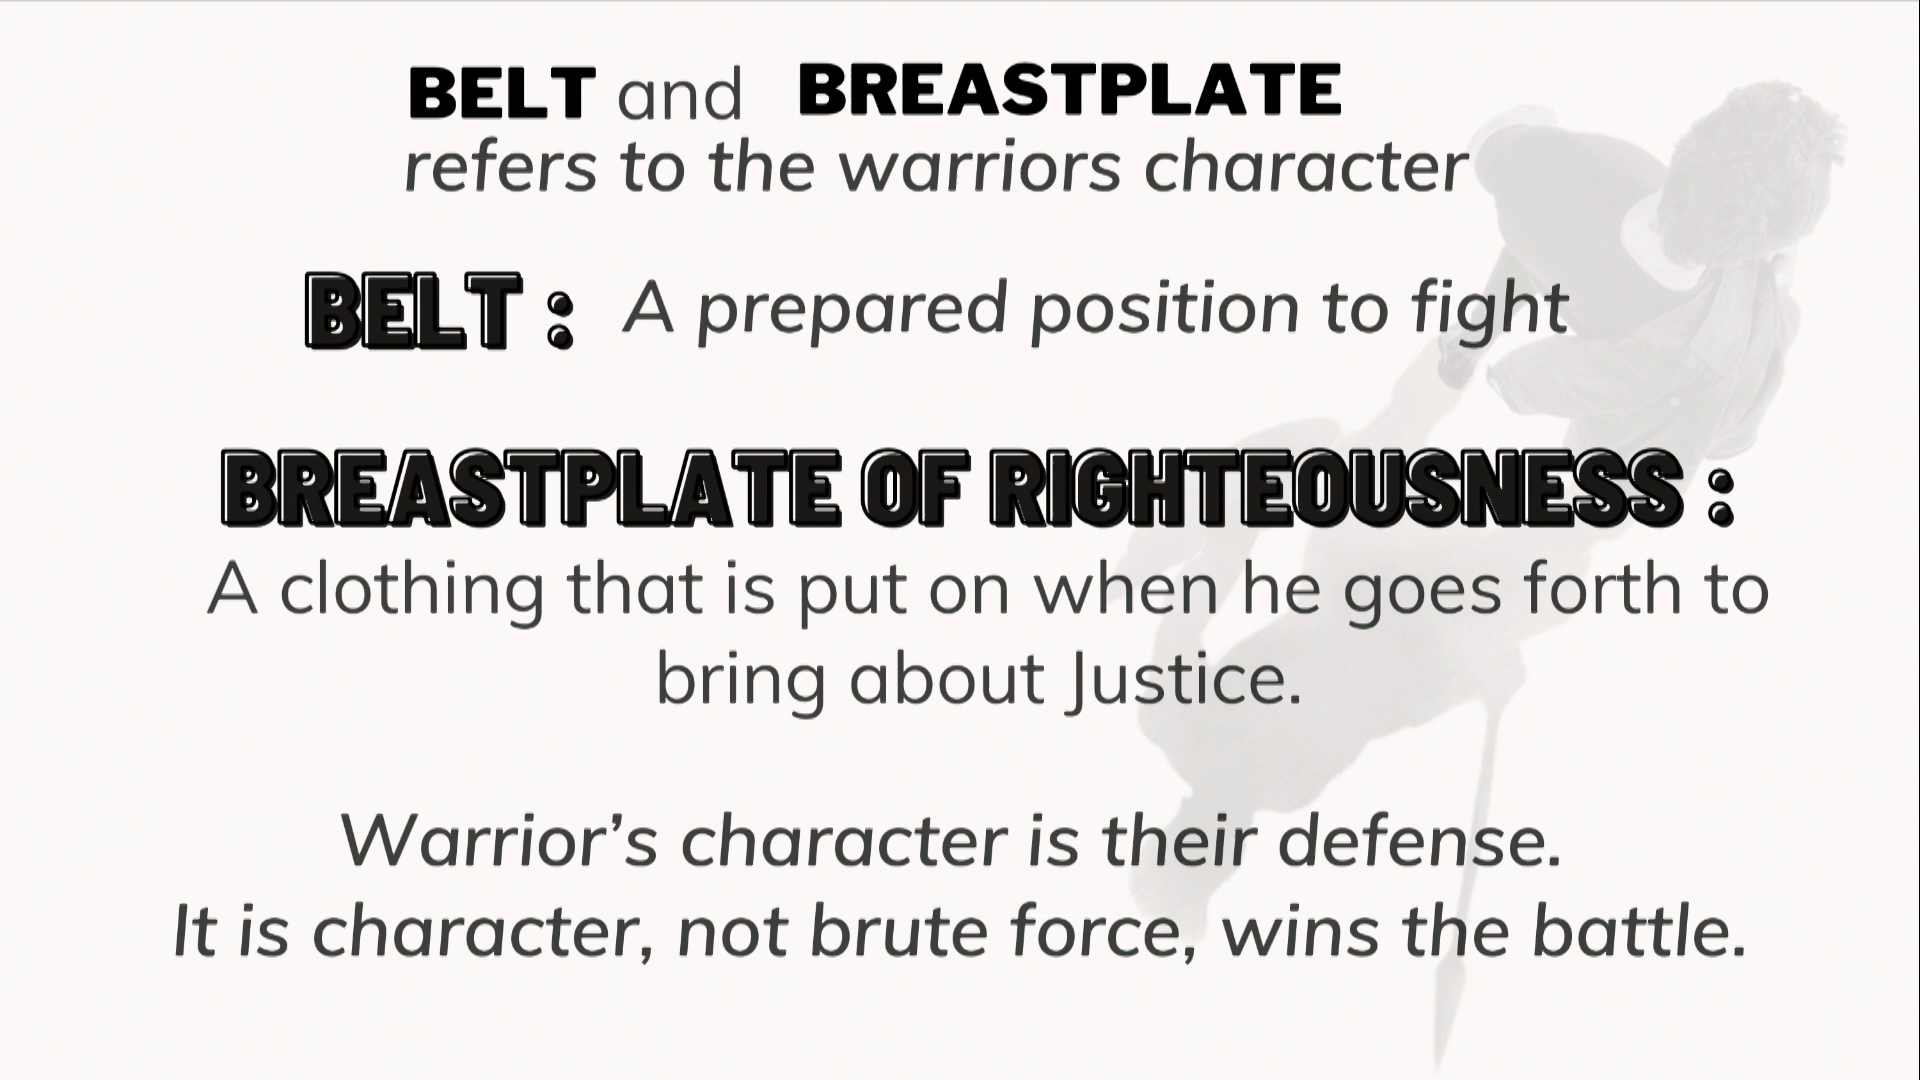 BELT and BREASTPLATE
refers to the warriors character
BELT : A prepared position to fight
BREASTPLATE OF RIGHTEOUSNESS :
A clothing that is put on when he goes forth to
bring about Justice.
Warrior’s character is their defense.
It is character, not brute force, wins the battle.